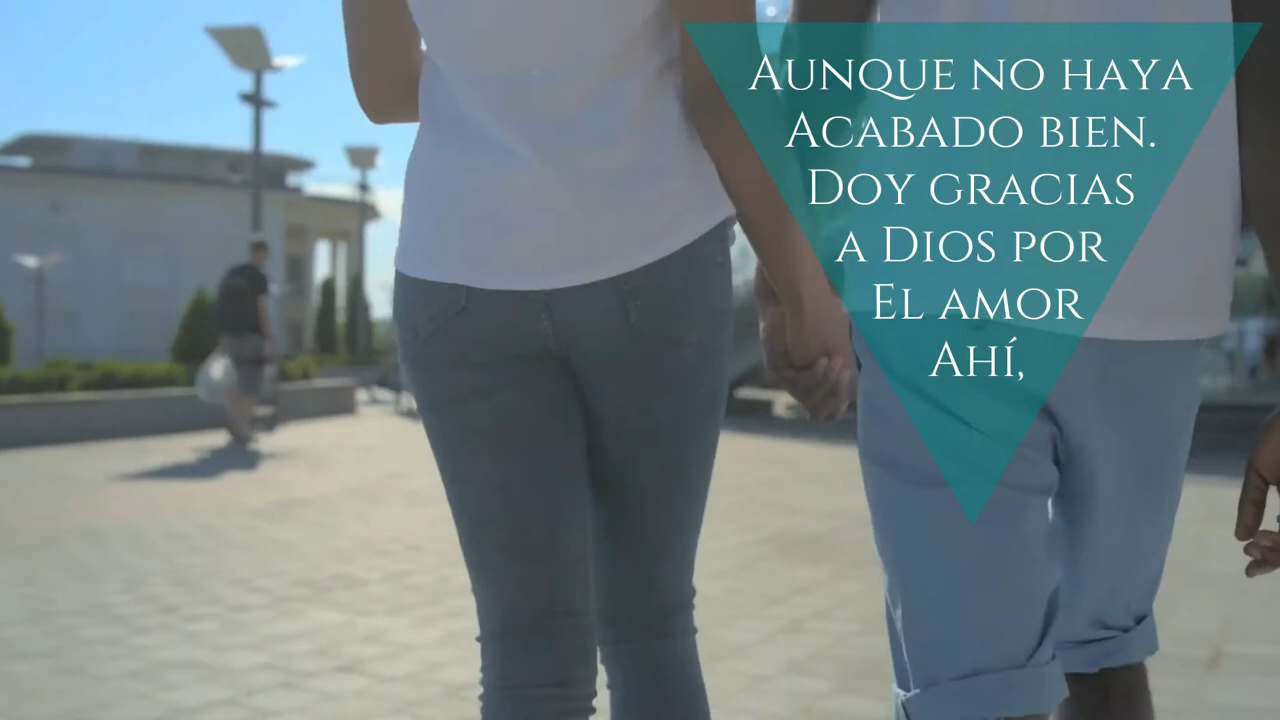 Aunque no haya
Acabado bien.
Doy gracias
a Dios por
El amor
Ahí,